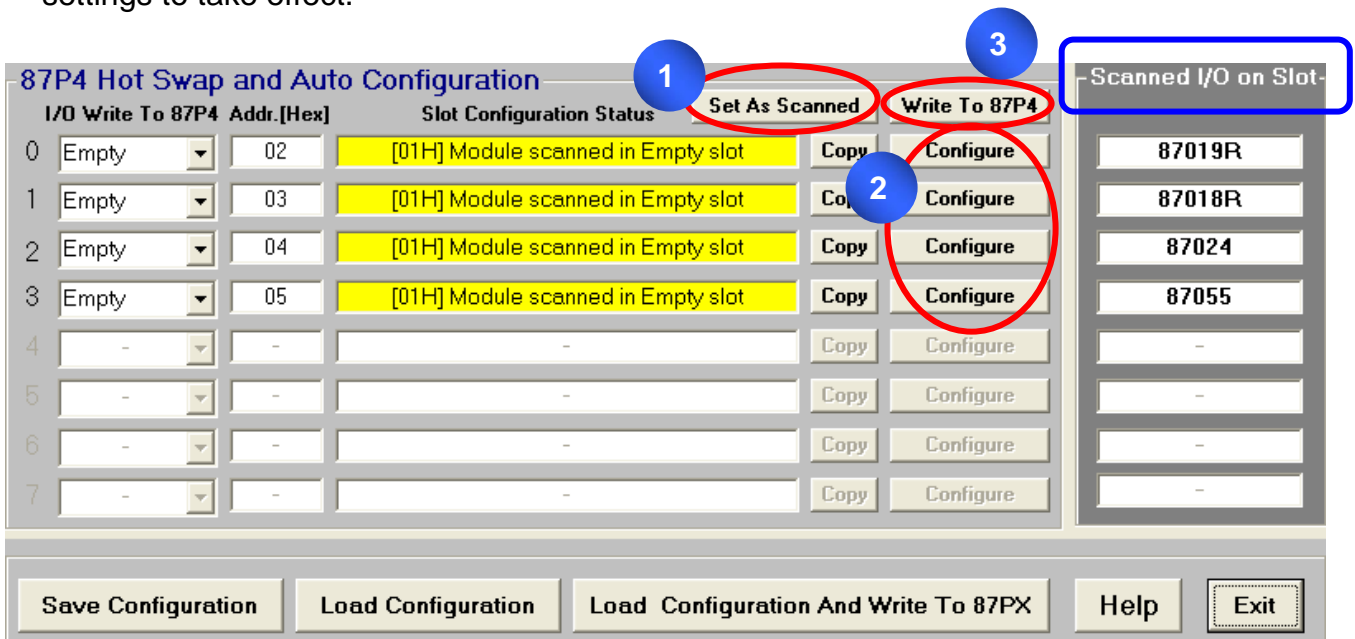 settings to take effect.
3
1
87P4 Hot Swap and Auto Configuration
Scanned I/O on Slot
I/O Write To 87P4 Addr.[Hex] Slot Configuration Status Set As Scanned Write To 87P4
0 Empty 02 [01H] Module scanned in Empty slot Copy Configure 87019R
2
1 Empty 03 [01H] Module scanned in Empty slot Co Configure 87018R
2 Empty 04 [01H] Module scanned in Empty slot Copy Configure 87024
3 Empty 05 [01H] Module scanned in Empty slot Copy Configure 87055
4 - - - Copy Configure -
5 - - - Copy Configure -
6 - - - Copy Configure -
7 - - - Copy Configure -
Save Configuration Load Configuration Load Configuration And Write To 87PX Help Exit